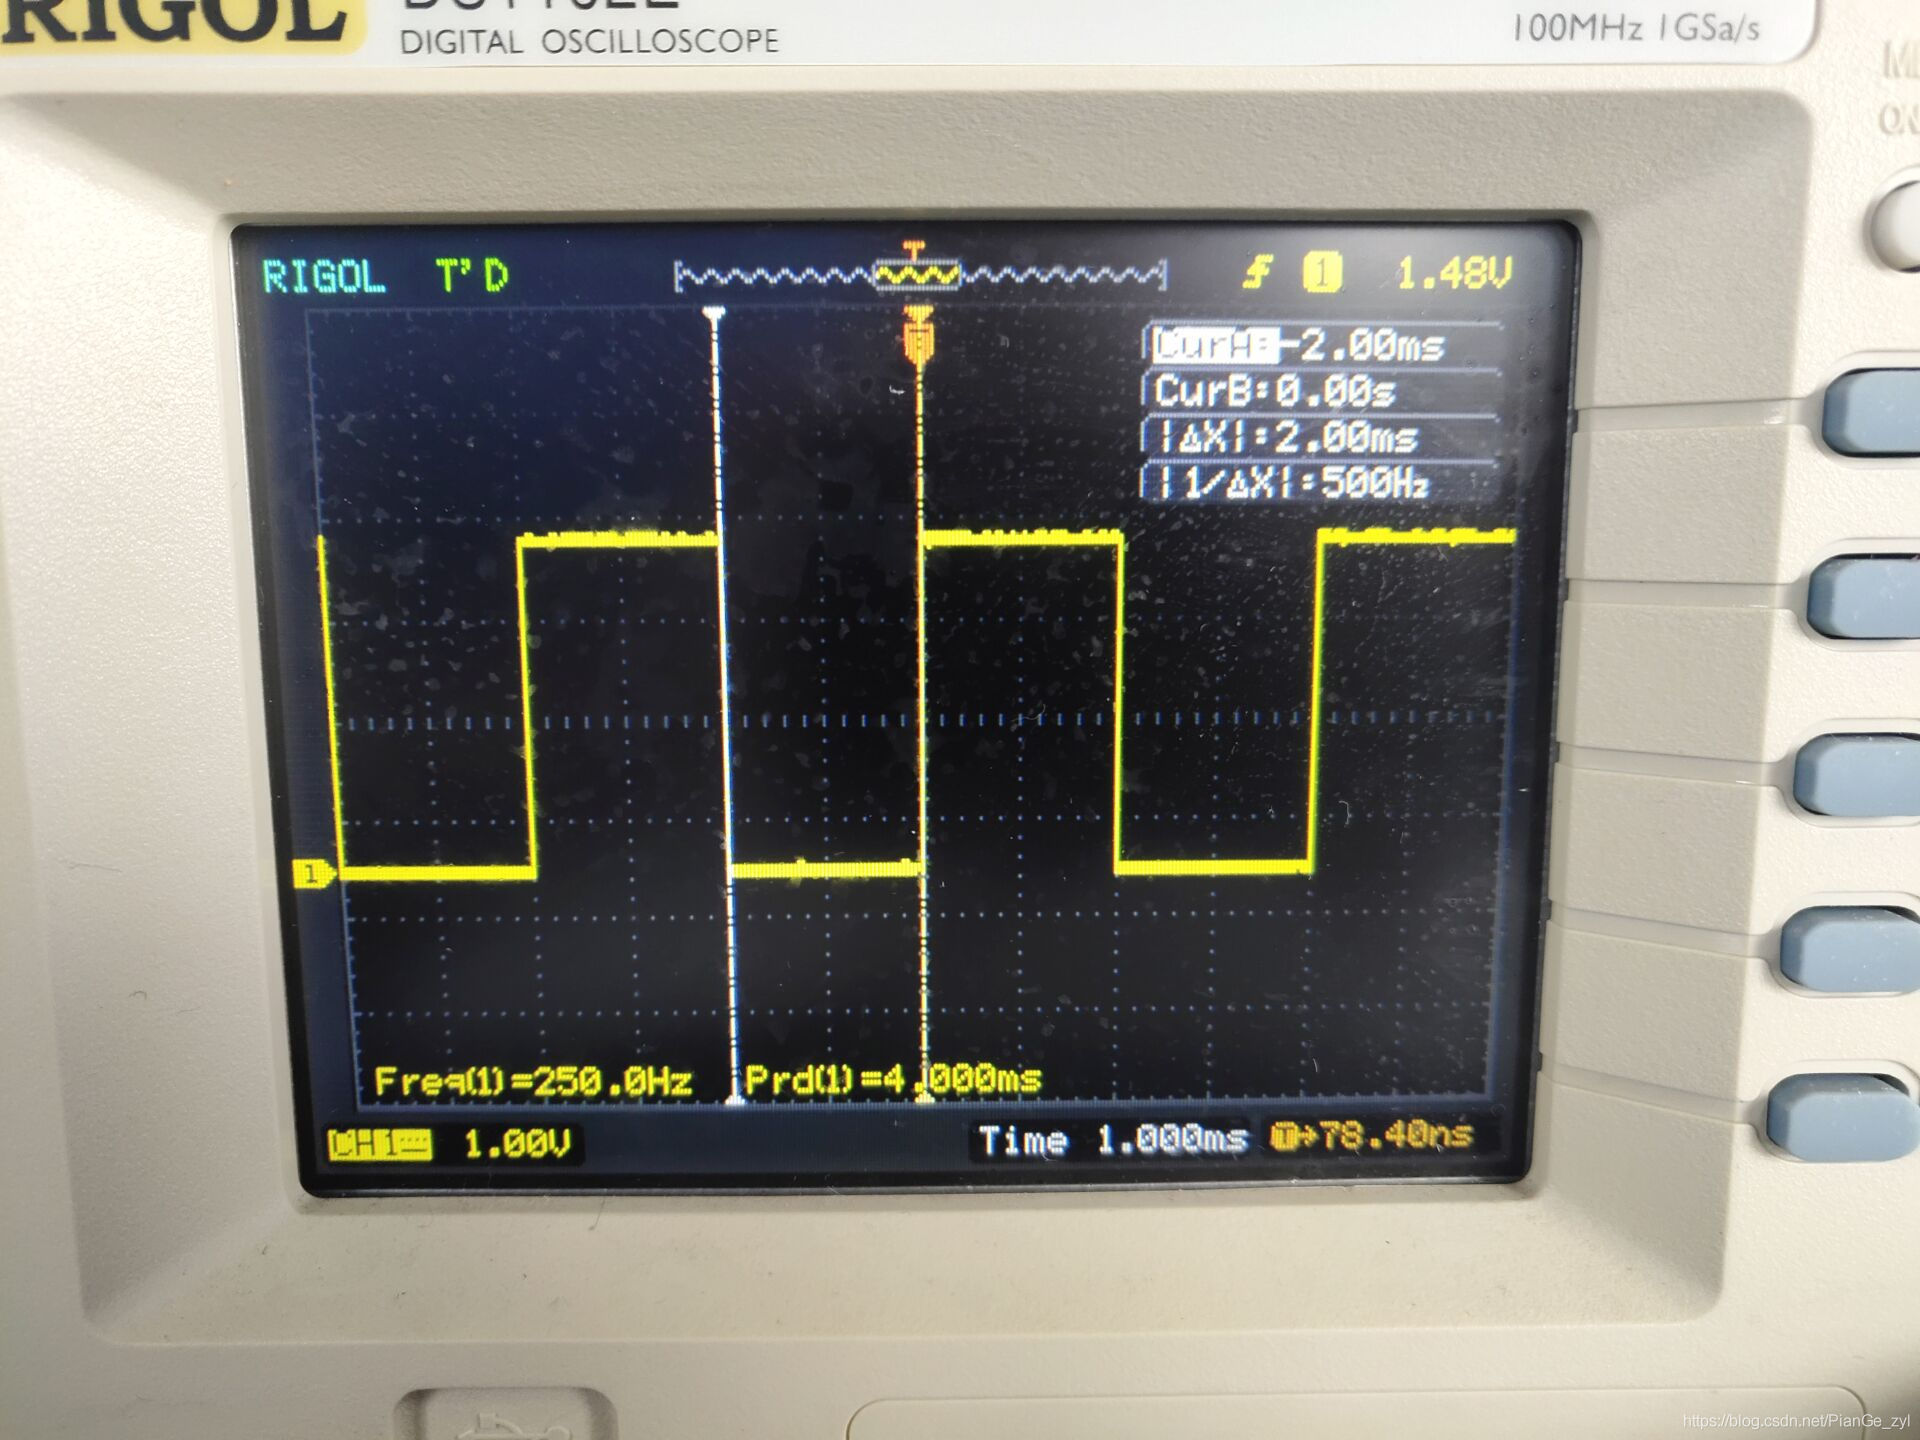 RIGOL
DIGITAL OSCILLOSCOPE
100MHz 1GSa/s
RIGOL T'D
T
1 1.48V
CurA:-2.00ms
CurB:0.00s
|ΔX|:2.00ms
|1/ΔX|:500Hz
1
Freq(1)=250.0Hz Prd(1)=4.000ms
CH1 1.00V Time 1.000ms T→78.40ns
https://blog.csdn.net/PianGe_zyl